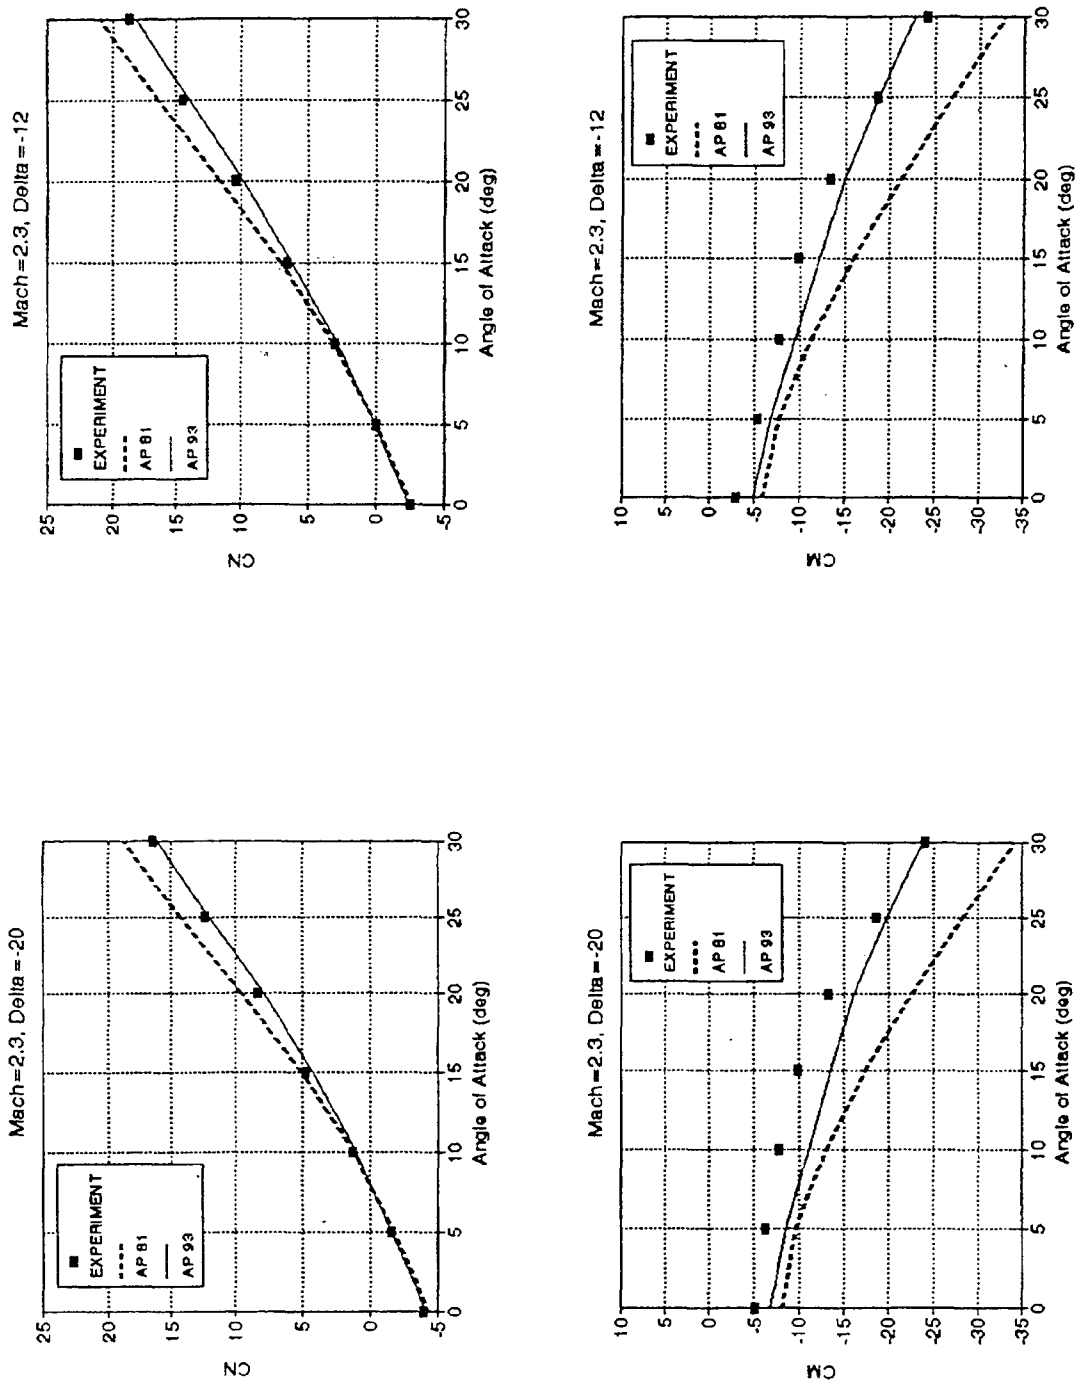 Mach=2.3, Delta=-20
25
20
15
10
5
0
-5
CN
EXPERIMENT
AP 81
AP 93
0 5 10 15 20 25 30
Angle of Attack (deg)
Mach=2.3, Delta=-12
25
20
15
10
5
0
-5
CN
EXPERIMENT
AP 81
AP 93
0 5 10 15 20 25 30
Angle of Attack (deg)
Mach=2.3, Delta=-20
10
5
0
-5
-10
-15
-20
-25
-30
-35
CM
EXPERIMENT
AP 81
AP 93
0 5 10 15 20 25 30
Angle of Attack (deg)
Mach=2.3, Delta=-12
10
5
0
-5
-10
-15
-20
-25
-30
-35
CM
EXPERIMENT
AP 81
AP 93
0 5 10 15 20 25 30
Angle of Attack (deg)